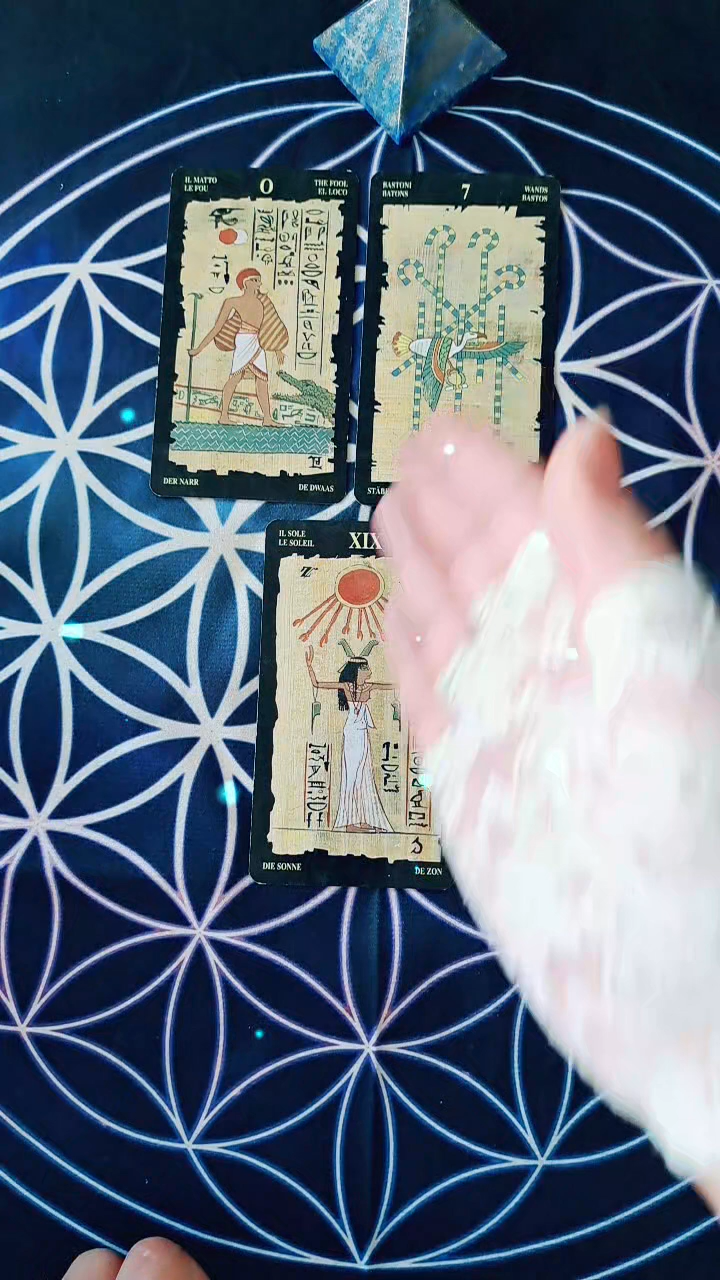 IL MATTO
LE FOU
0
THE FOOL
EL LOCO
DER NARR
DE DWAAS
BASTONI
BATONS
7
WANDS
BASTOS
IL SOLE
LE SOLEIL
XIX
DIE SONNE
DE ZON